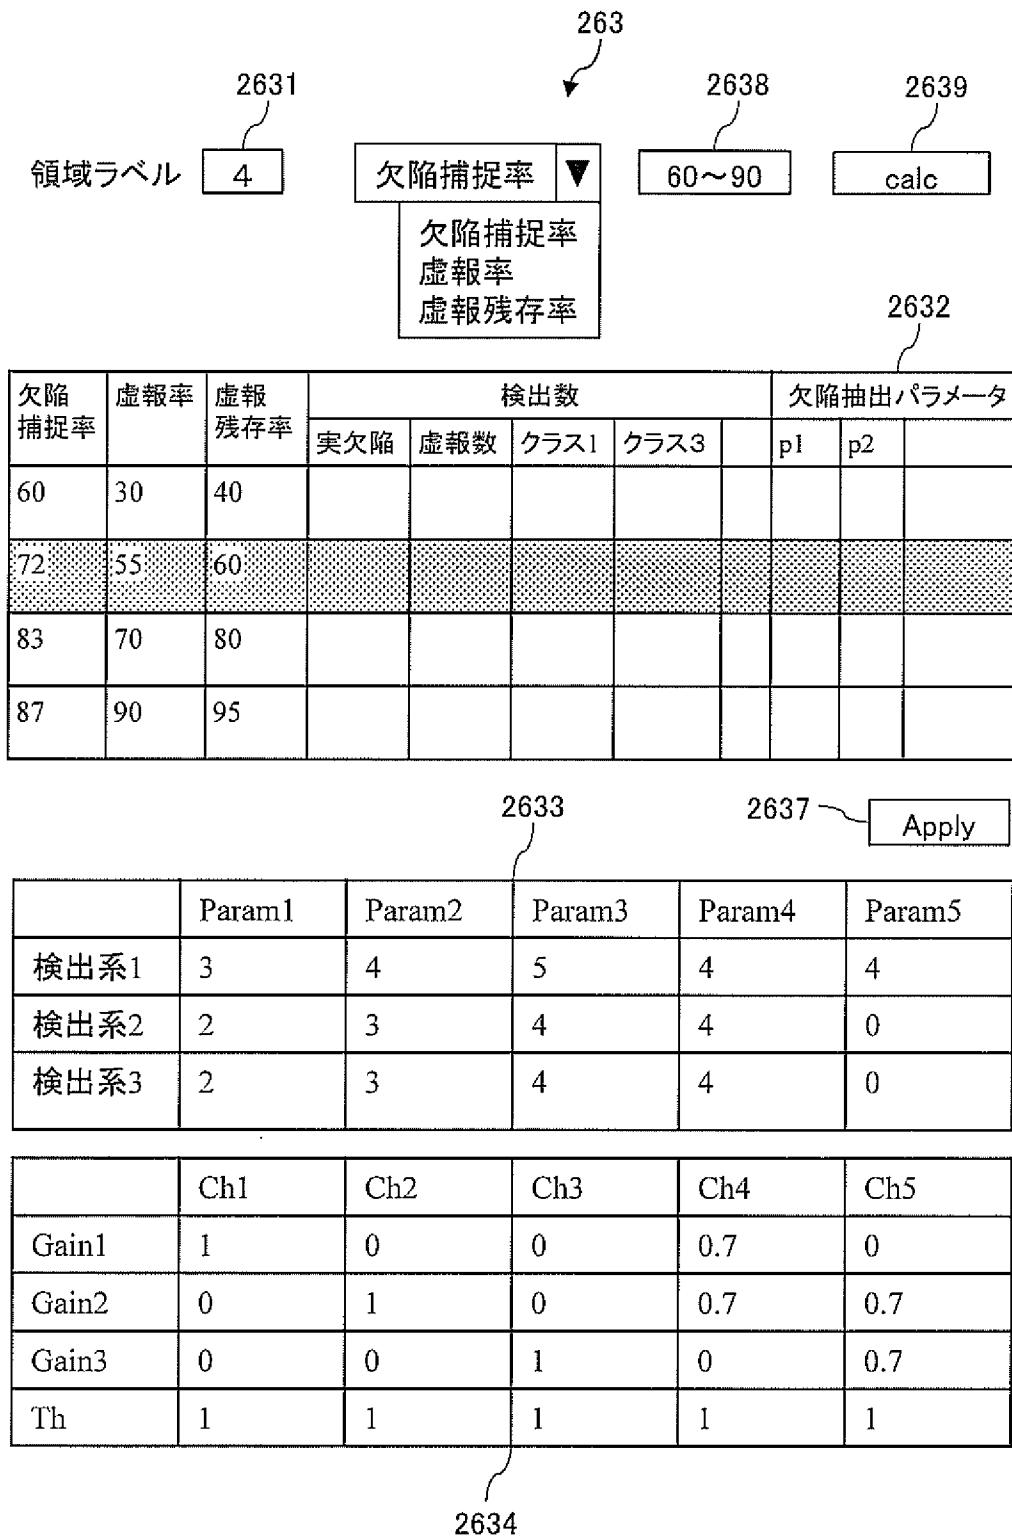 263
2631
2638
2639
領域ラベル 4 欠陥捕捉率 ▼ 60～90 calc
欠陥捕捉率
虚報率
虚報残存率
2632
欠陥捕捉率 虚報率 虚報残存率 検出数 欠陥抽出パラメータ
実欠陥 虚報数 クラス1 クラス3 p1 p2
60 30 40
72 55 60
83 70 80
87 90 95
2633
2637 Apply
Param1 Param2 Param3 Param4 Param5
検出系1 3 4 5 4 4
検出系2 2 3 4 4 0
検出系3 2 3 4 4 0
Ch1 Ch2 Ch3 Ch4 Ch5
Gain1 1 0 0 0.7 0
Gain2 0 1 0 0.7 0.7
Gain3 0 0 1 0 0.7
Th 1 1 1 1 1
2634